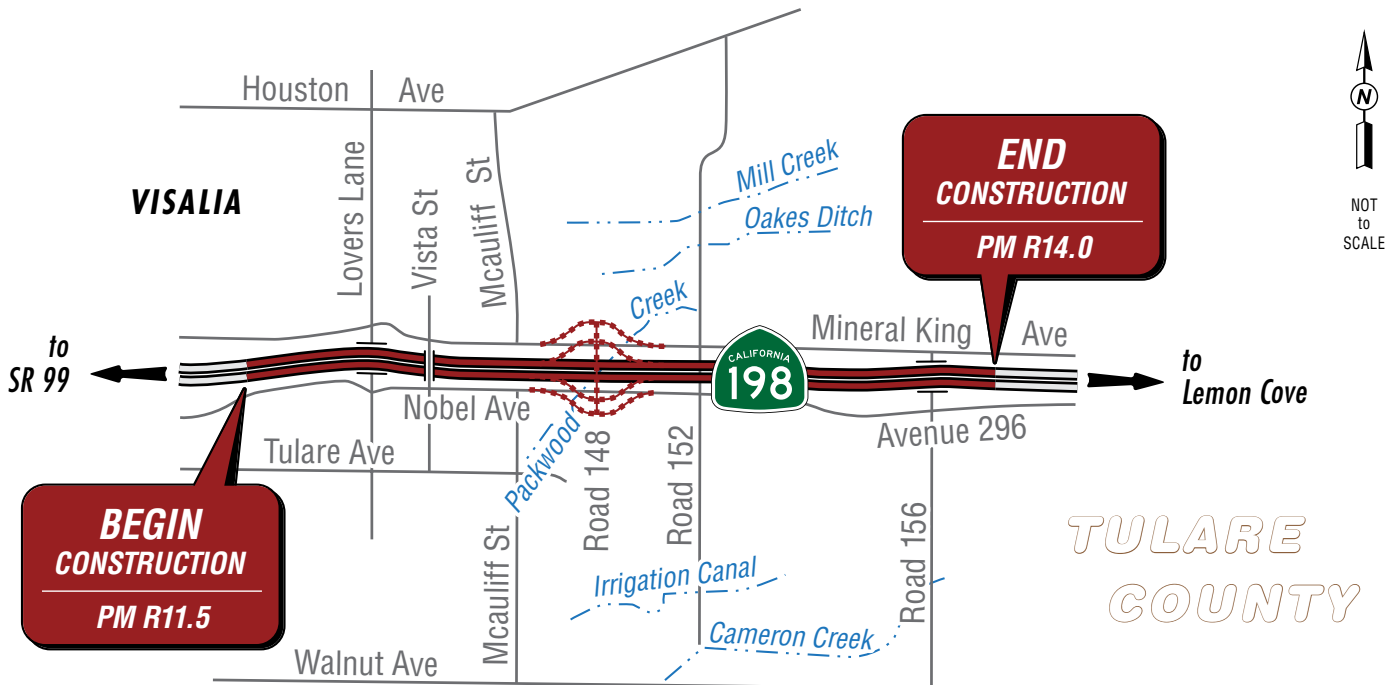 Houston Ave
Lovers Lane
Vista St
Mcauliff St
VISALIA
Mill Creek
Oakes Ditch
END
CONSTRUCTION
PM R14.0
N
NOT
to
SCALE
Creek
Mineral King Ave
to
SR 99
CALIFORNIA
198
to
Lemon Cove
Nobel Ave
Avenue 296
Tulare Ave
Packwood
Road 148
Road 152
BEGIN
CONSTRUCTION
PM R11.5
Mcauliff St
Road 156
TULARE
COUNTY
Irrigation Canal
Cameron Creek
Walnut Ave